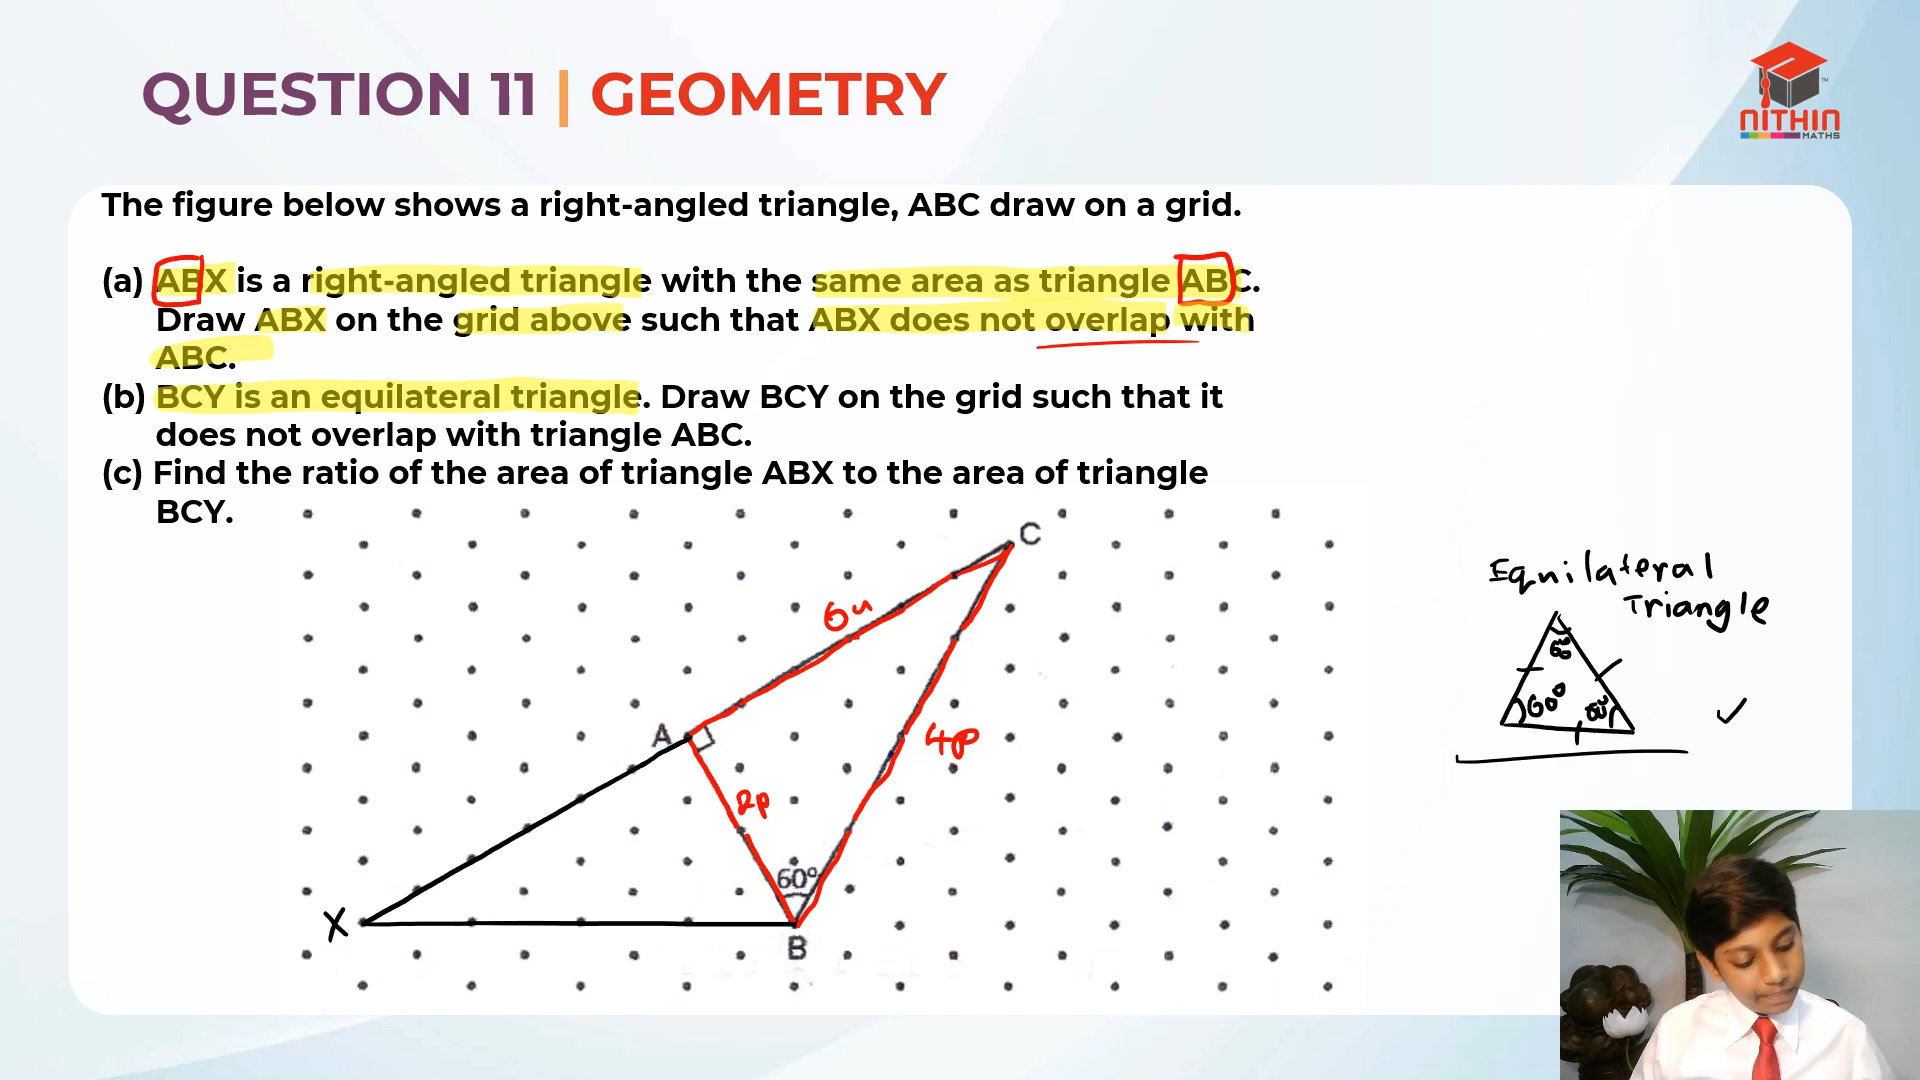 QUESTION 11 | GEOMETRY
NITHIN
MATHS
TM
The figure below shows a right-angled triangle, ABC draw on a grid.
(a) ABX is a right-angled triangle with the same area as triangle ABC.
Draw ABX on the grid above such that ABX does not overlap with
ABC.
(b) BCY is an equilateral triangle. Draw BCY on the grid such that it
does not overlap with triangle ABC.
(c) Find the ratio of the area of triangle ABX to the area of triangle
BCY.
C
6u
A
4p
2p
60°
X
B
Equilateral
Triangle
60°
60°
60°